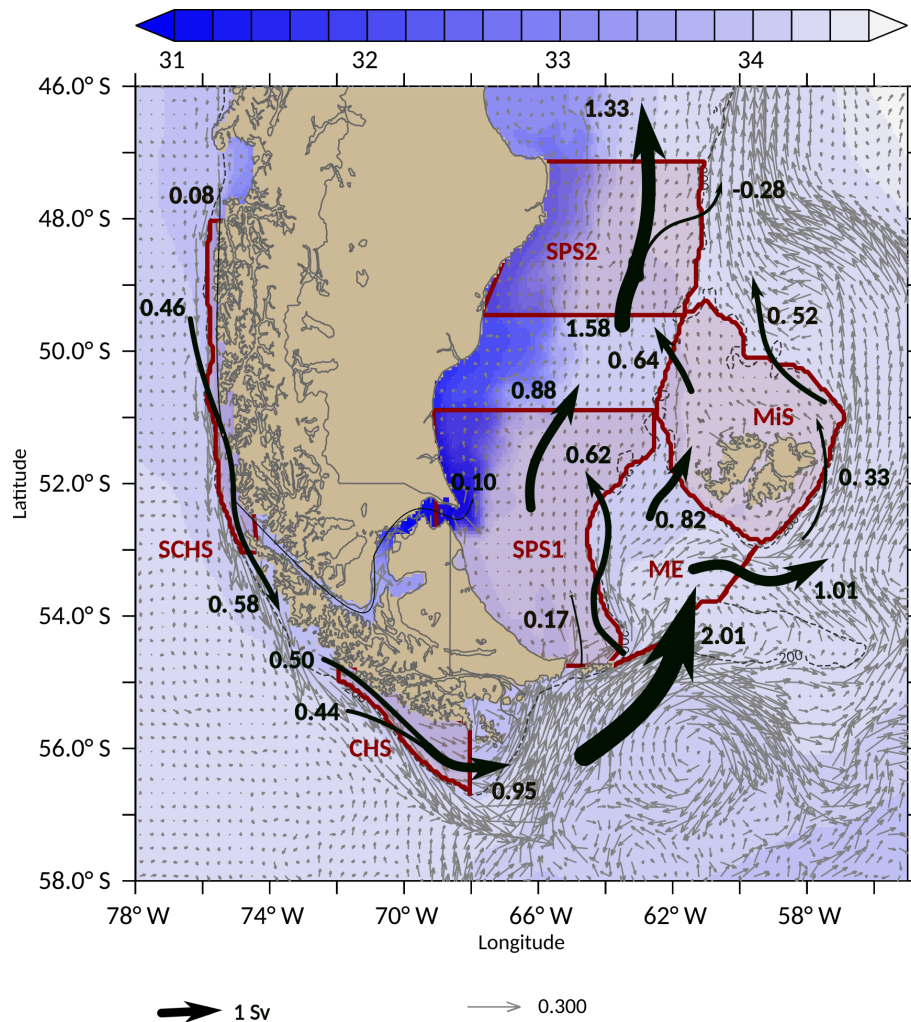 31 32 33 34
46.0° S
1.33
0.08
-0.28
48.0° S
SPS2
0.46
0. 52
1.58
50.0° S
0. 64
0.88
MiS
0.62
52.0° S
0.10
0. 33
0.82
SCHS
SPS1
ME
0. 58
1.01
54.0° S
0.17
2.01
0.50
200
0.44
56.0° S
CHS
0.95
58.0° S
78° W 74° W 70° W 66° W 62° W 58° W
Latitude
Longitude
1 Sv
0.300